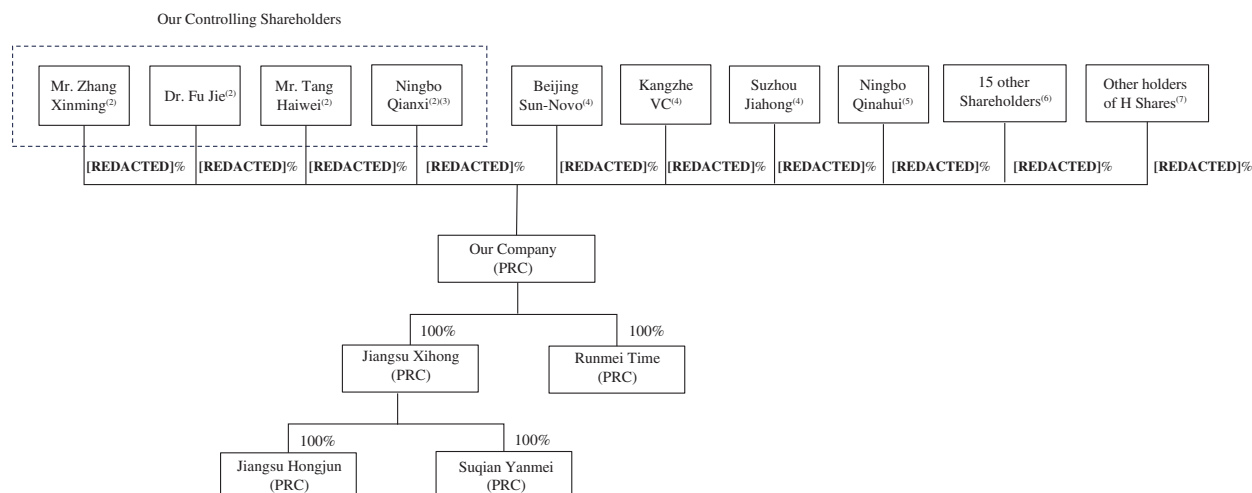 Our Controlling Shareholders
Mr. Zhang
Xinming(2)
Dr. Fu Jie(2)
Mr. Tang
Haiwei(2)
Ningbo
Qianxi(2)(3)
Beijing
Sun-Novo(4)
Kangzhe
VC(4)
Suzhou
Jiahong(4)
Ningbo
Qinahui(5)
15 other
Shareholders(6)
Other holders
of H Shares(7)
[REDACTED]% [REDACTED]% [REDACTED]% [REDACTED]% [REDACTED]% [REDACTED]% [REDACTED]% [REDACTED]% [REDACTED]% [REDACTED]%
Our Company
(PRC)
100% 100%
Jiangsu Xihong
(PRC)
Runmei Time
(PRC)
100% 100%
Jiangsu Hongjun
(PRC)
Suqian Yanmei
(PRC)